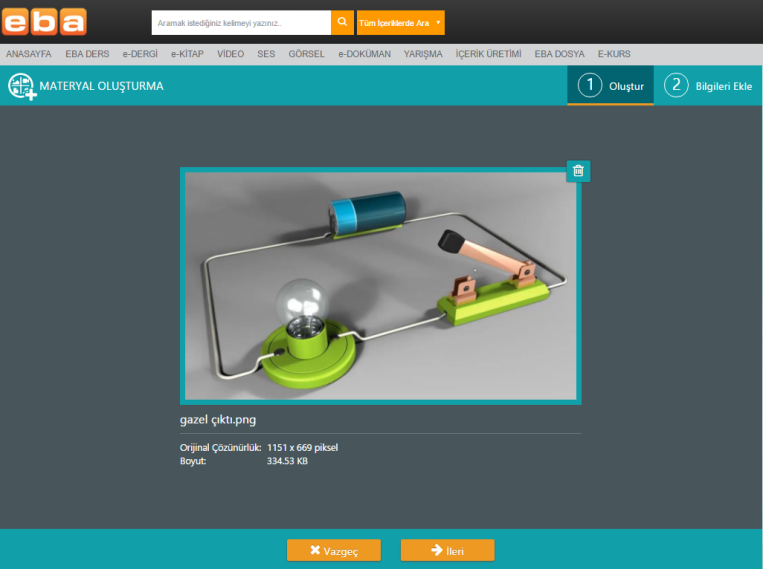 eba
Aramak istediğiniz kelimeyi yazınız..
Tüm İçeriklerde Ara
ANASAYFA EBA DERS e-DERGİ e-KİTAP VİDEO SES GÖRSEL e-DOKÜMAN YARIŞMA İÇERİK ÜRETİMİ EBA DOSYA E-KURS
MATERYAL OLUŞTURMA
1 Oluştur
2 Bilgileri Ekle
gazel çıktı.png
Orijinal Çözünürlük: 1151 x 669 piksel
Boyut: 334.53 KB
Vazgeç
İleri